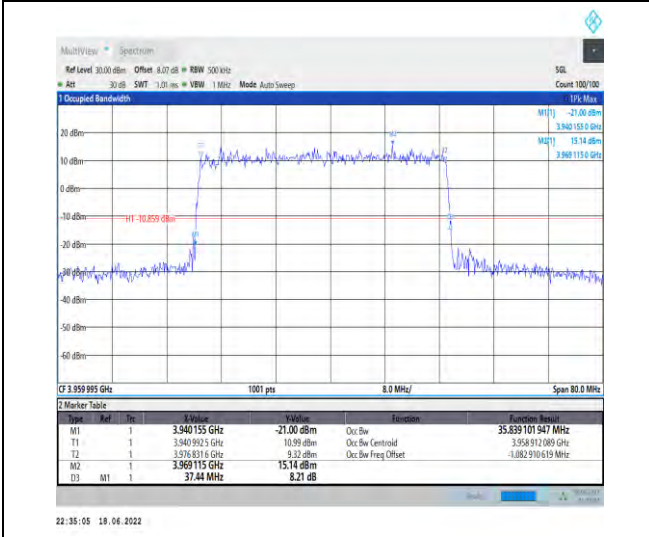 MultiView Spectrum
Ref Level 30.00 dBm Offset 8.07 dB RBW 500 kHz SGL
Att 30 dB SWT 1.01 ms VBW 1 MHz Mode Auto Sweep Count 100/100
1 Occupied Bandwidth 1Pk Max
M1[1] -21.00 dBm
3.940 155 0 GHz
20 dBm M2[1] 15.14 dBm
3.969 115 0 GHz
10 dBm
0 dBm
-10 dBm H1 -10.859 dBm
-20 dBm
-30 dBm
-40 dBm
-50 dBm
-60 dBm
CF 3.959 995 GHz 1001 pts 8.0 MHz/ Span 80.0 MHz
2 Marker Table
Type Ref Trc X-Value Y-Value Function Function Result
M1 1 3.940155 GHz -21.00 dBm Occ Bw 35.839 101 947 MHz
T1 1 3.940 992 5 GHz 10.99 dBm Occ Bw Centroid 3.958 912 089 GHz
T2 1 3.976 831 6 GHz 9.32 dBm Occ Bw Freq Offset -1.082 910 619 MHz
M2 1 3.969115 GHz 15.14 dBm
D3 M1 1 37.44 MHz 8.21 dB
22:35:05 18.06.2022